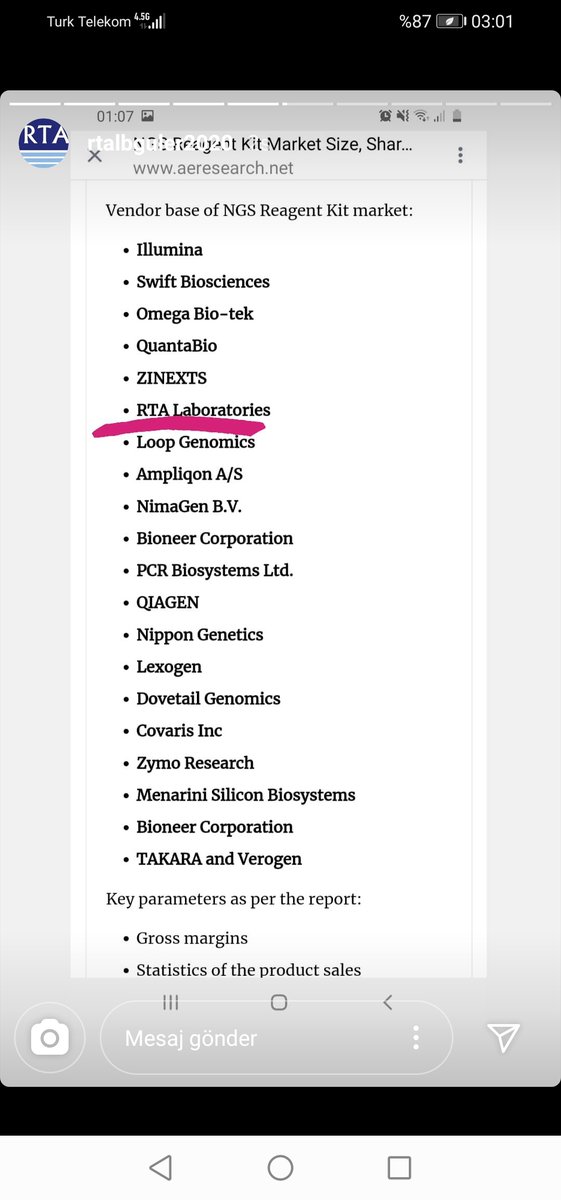 Turk Telekom 4.5G
%87 03:01
01:07
RTA
NGS Reagent Kit Market Size, Shar...
www.aeresearch.net
Vendor base of NGS Reagent Kit market:
• Illumina
• Swift Biosciences
• Omega Bio-tek
• QuantaBio
• ZINEXTS
• RTA Laboratories
• Loop Genomics
• Ampliqon A/S
• NimaGen B.V.
• Bioneer Corporation
• PCR Biosystems Ltd.
• QIAGEN
• Nippon Genetics
• Lexogen
• Dovetail Genomics
• Covaris Inc
• Zymo Research
• Menarini Silicon Biosystems
• Bioneer Corporation
• TAKARA and Verogen
Key parameters as per the report:
• Gross margins
• Statistics of the product sales
Mesaj gönder